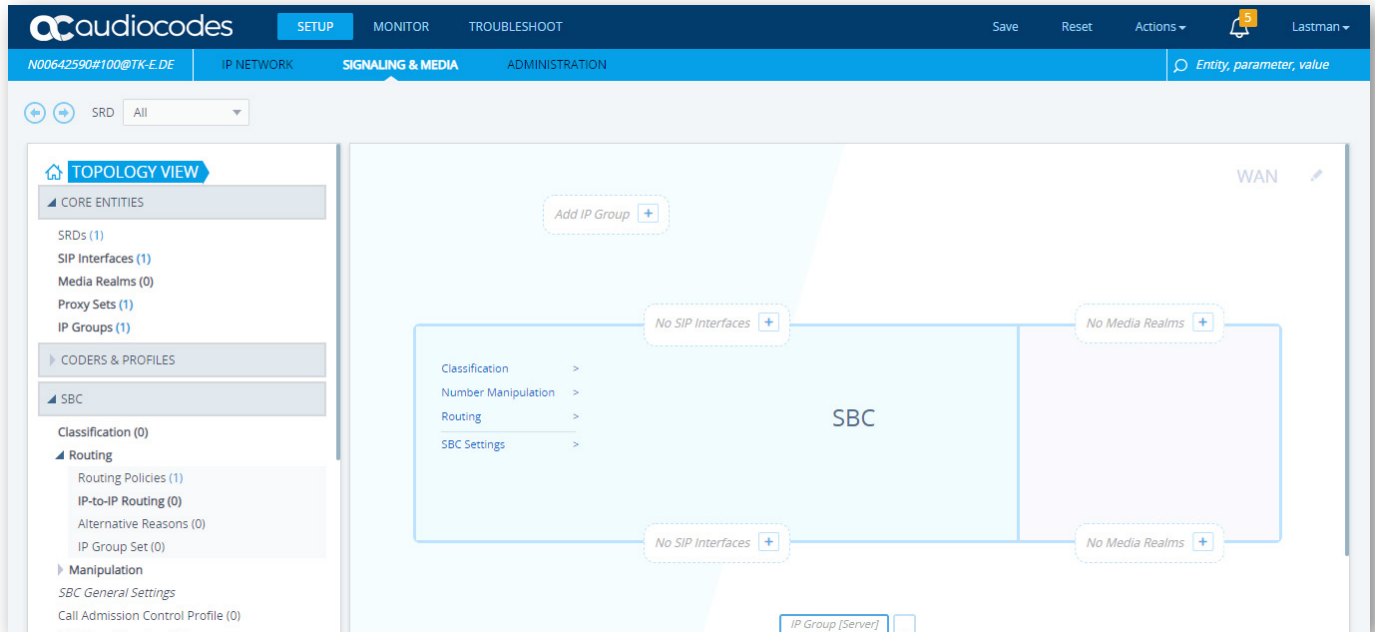 audiocodes SETUP MONITOR TROUBLESHOOT Save Reset Actions 5 Lastman
N00642590#100@TK-E.DE IP NETWORK SIGNALING & MEDIA ADMINISTRATION Entity, parameter, value
SRD All
TOPOLOGY VIEW
CORE ENTITIES
SRDs (1)
SIP Interfaces (1)
Media Realms (0)
Proxy Sets (1)
IP Groups (1)
CODERS & PROFILES
SBC
Classification (0)
Routing
Routing Policies (1)
IP-to-IP Routing (0)
Alternative Reasons (0)
IP Group Set (0)
Manipulation
SBC General Settings
Call Admission Control Profile (0)
WAN
Add IP Group +
No SIP Interfaces +
No Media Realms +
Classification >
Number Manipulation >
Routing >
SBC Settings >
SBC
No SIP Interfaces +
No Media Realms +
IP Group [Server]